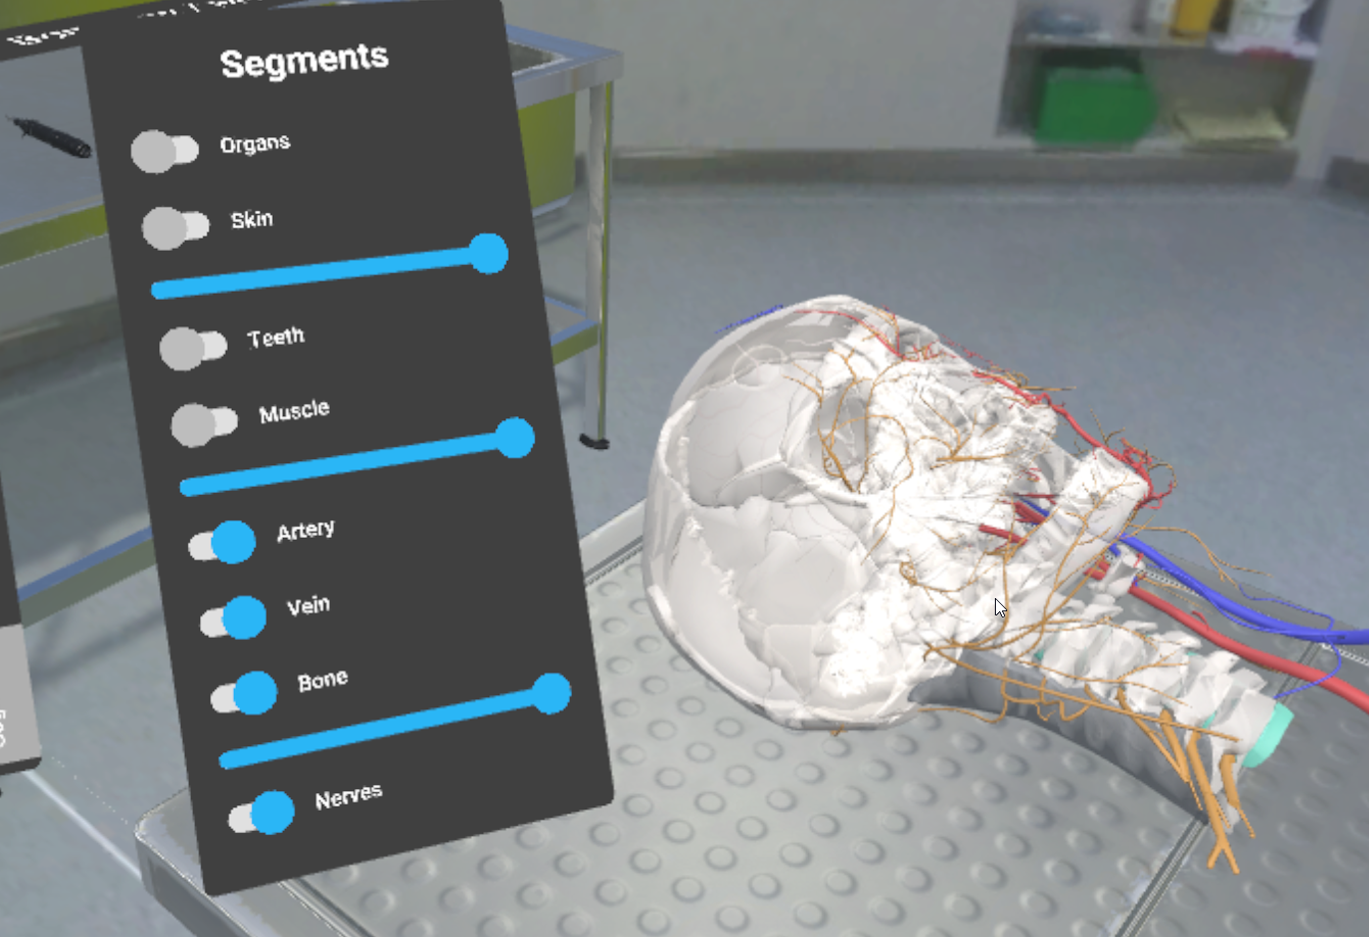 Segments
Organs
Skin
Teeth
Muscle
Artery
Vein
Bone
Nerves